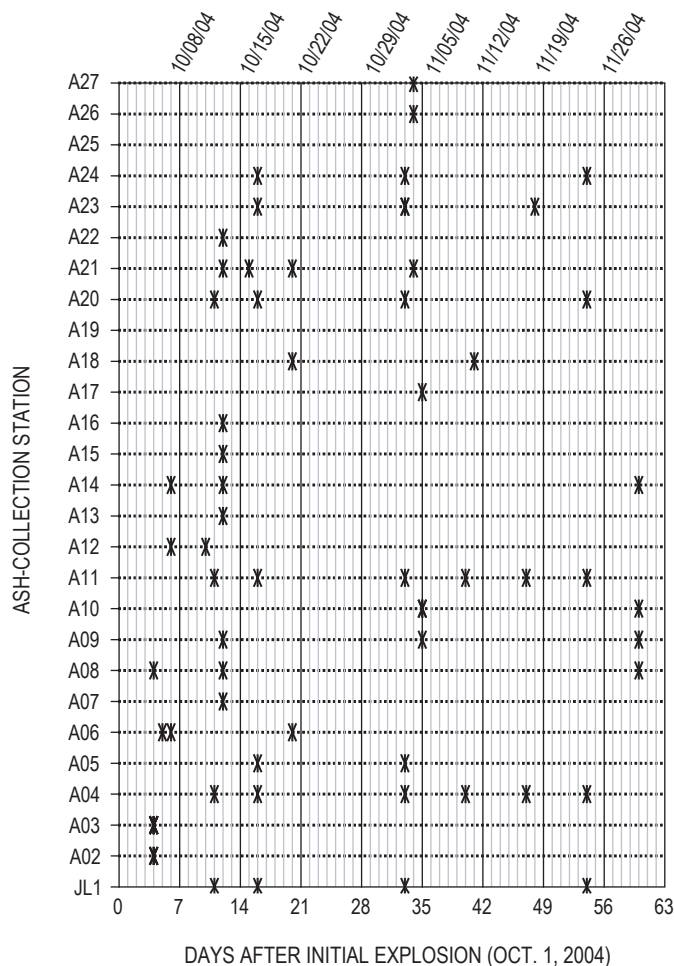 10/08/04 10/15/04 10/22/04 10/29/04 11/05/04 11/12/04 11/19/04 11/26/04
A27
A26
A25
A24
A23
A22
A21
A20
A19
A18
A17
A16
A15
A14
A13
A12
A11
A10
A09
A08
A07
A06
A05
A04
A03
A02
JL1
0 7 14 21 28 35 42 49 56 63
ASH-COLLECTION STATION
DAYS AFTER INITIAL EXPLOSION (OCT. 1, 2004)